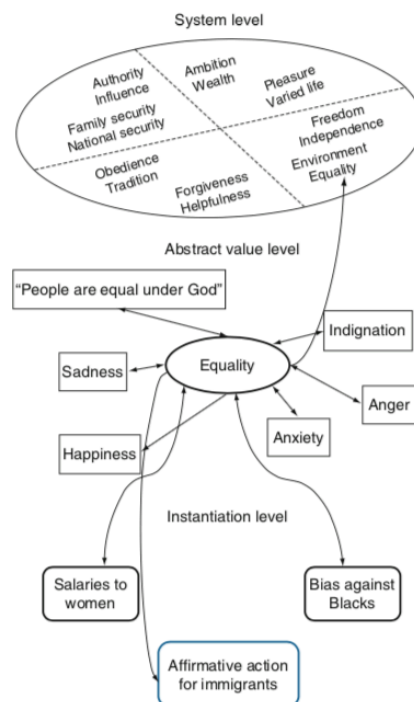 System level
Authority
Influence
Ambition
Wealth
Pleasure
Varied life
Family security
National security
Freedom
Independence
Obedience
Tradition
Forgiveness
Helpfulness
Environment
Equality
Abstract value level
“People are equal under God”
Indignation
Sadness
Equality
Anger
Happiness
Anxiety
Instantiation level
Salaries to
women
Bias against
Blacks
Affirmative action
for immigrants